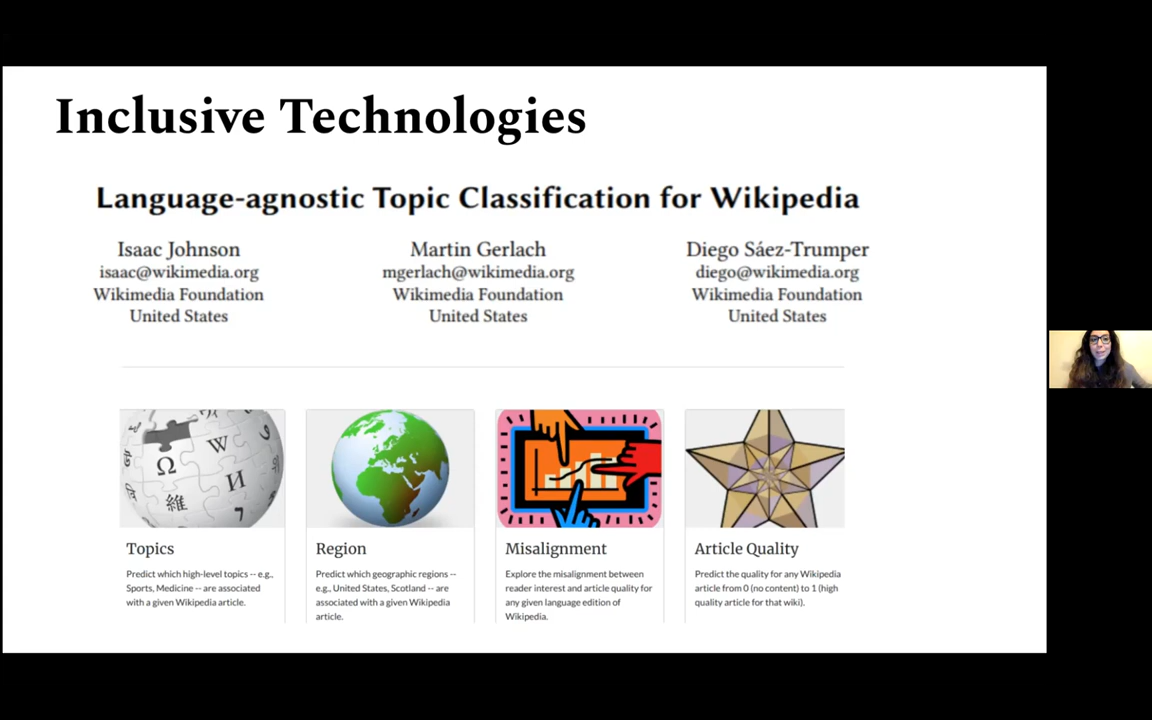 Inclusive Technologies
Language-agnostic Topic Classification for Wikipedia
Isaac Johnson
isaac@wikimedia.org
Wikimedia Foundation
United States
Martin Gerlach
mgerlach@wikimedia.org
Wikimedia Foundation
United States
Diego Sáez-Trumper
diego@wikimedia.org
Wikimedia Foundation
United States
Ω
W
И
維
Topics
Predict which high-level topics -- e.g.,
Sports, Medicine -- are associated
with a given Wikipedia article.
Region
Predict which geographic regions --
e.g., United States, Scotland -- are
associated with a given Wikipedia
article.
Misalignment
Explore the misalignment between
reader interest and article quality for
any given language edition of
Wikipedia.
Article Quality
Predict the quality for any Wikipedia
article from 0 (no content) to 1 (high
quality article for that wiki).